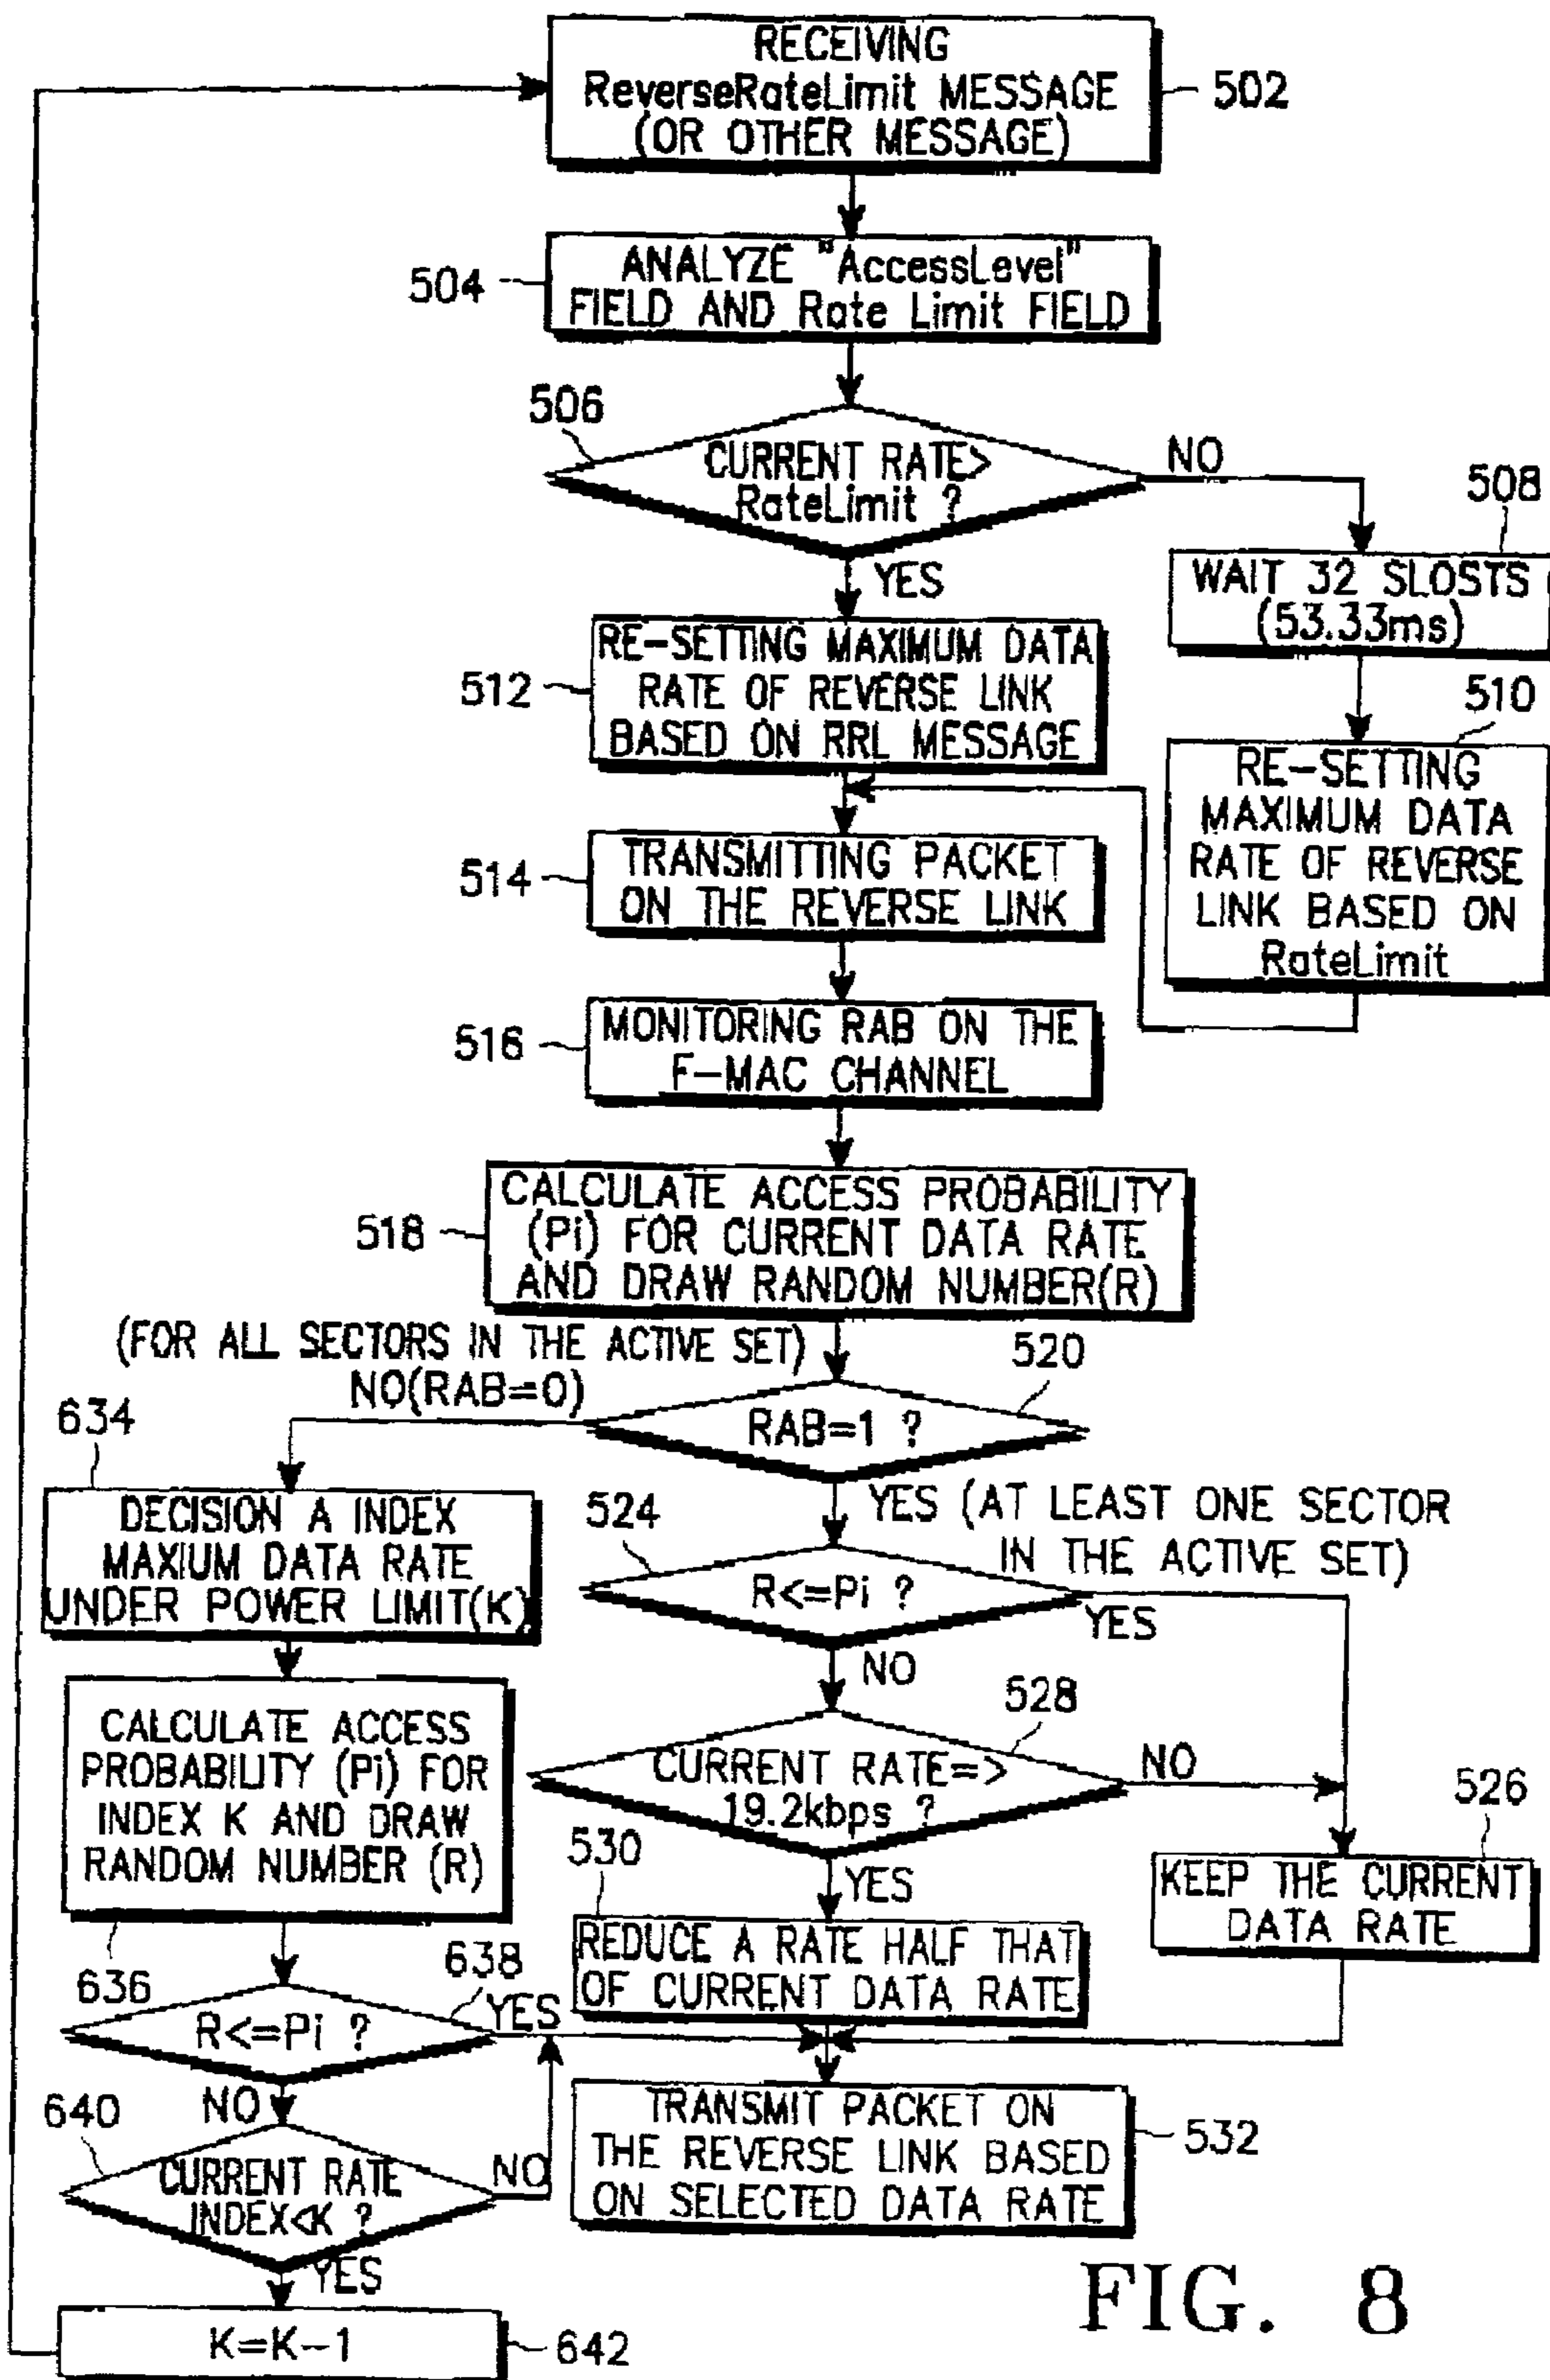 RECEIVING
ReverseRateLimit MESSAGE
(OR OTHER MESSAGE)
502
504
ANALYZE "AccessLevel"
FIELD AND Rate Limit FIELD
506
CURRENT RATE>
RateLimit ?
NO
YES
508
WAIT 32 SLOSTS
(53.33ms)
512
RE-SETTING MAXIMUM DATA
RATE OF REVERSE LINK
BASED ON RRL MESSAGE
510
RE-SETTING
MAXIMUM DATA
RATE OF REVERSE
LINK BASED ON
RateLimit
514
TRANSMITTING PACKET
ON THE REVERSE LINK
516
MONITORING RAB ON THE
F-MAC CHANNEL
518
CALCULATE ACCESS PROBABILITY
(Pi) FOR CURRENT DATA RATE
AND DRAW RANDOM NUMBER(R)
(FOR ALL SECTORS IN THE ACTIVE SET)
NO(RAB=0)
520
RAB=1 ?
YES (AT LEAST ONE SECTOR
IN THE ACTIVE SET)
634
DECISION A INDEX
MAXIUM DATA RATE
UNDER POWER LIMIT(K)
524
R<=Pi ?
YES
NO
528
CURRENT RATE=>
19.2kbps ?
NO
YES
526
KEEP THE CURRENT
DATA RATE
530
REDUCE A RATE HALF THAT
OF CURRENT DATA RATE
CALCULATE ACCESS
PROBABILITY (Pi) FOR
INDEX K AND DRAW
RANDOM NUMBER (R)
636
638
R<=Pi ?
YES
NO
640
CURRENT RATE
INDEX<K ?
NO
YES
TRANSMIT PACKET ON
THE REVERSE LINK BASED
ON SELECTED DATA RATE
532
K=K-1
642
FIG. 8